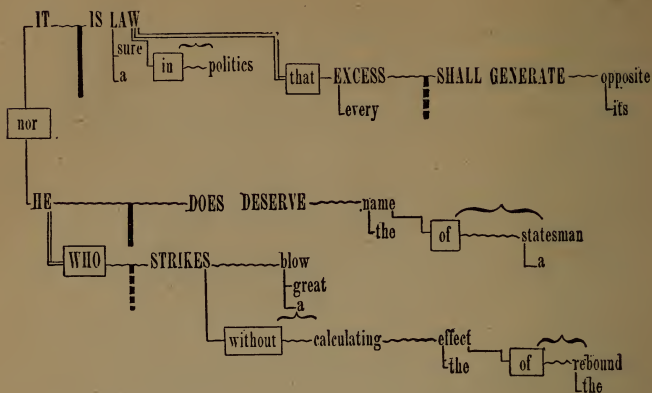 IT IS LAW
sure in politics that EXCESS SHALL GENERATE opposite
a every its
nor
HE DOES DESERVE name
the of statesman
a
WHO STRIKES blow
great
a
without calculating effect
the of rebound
the